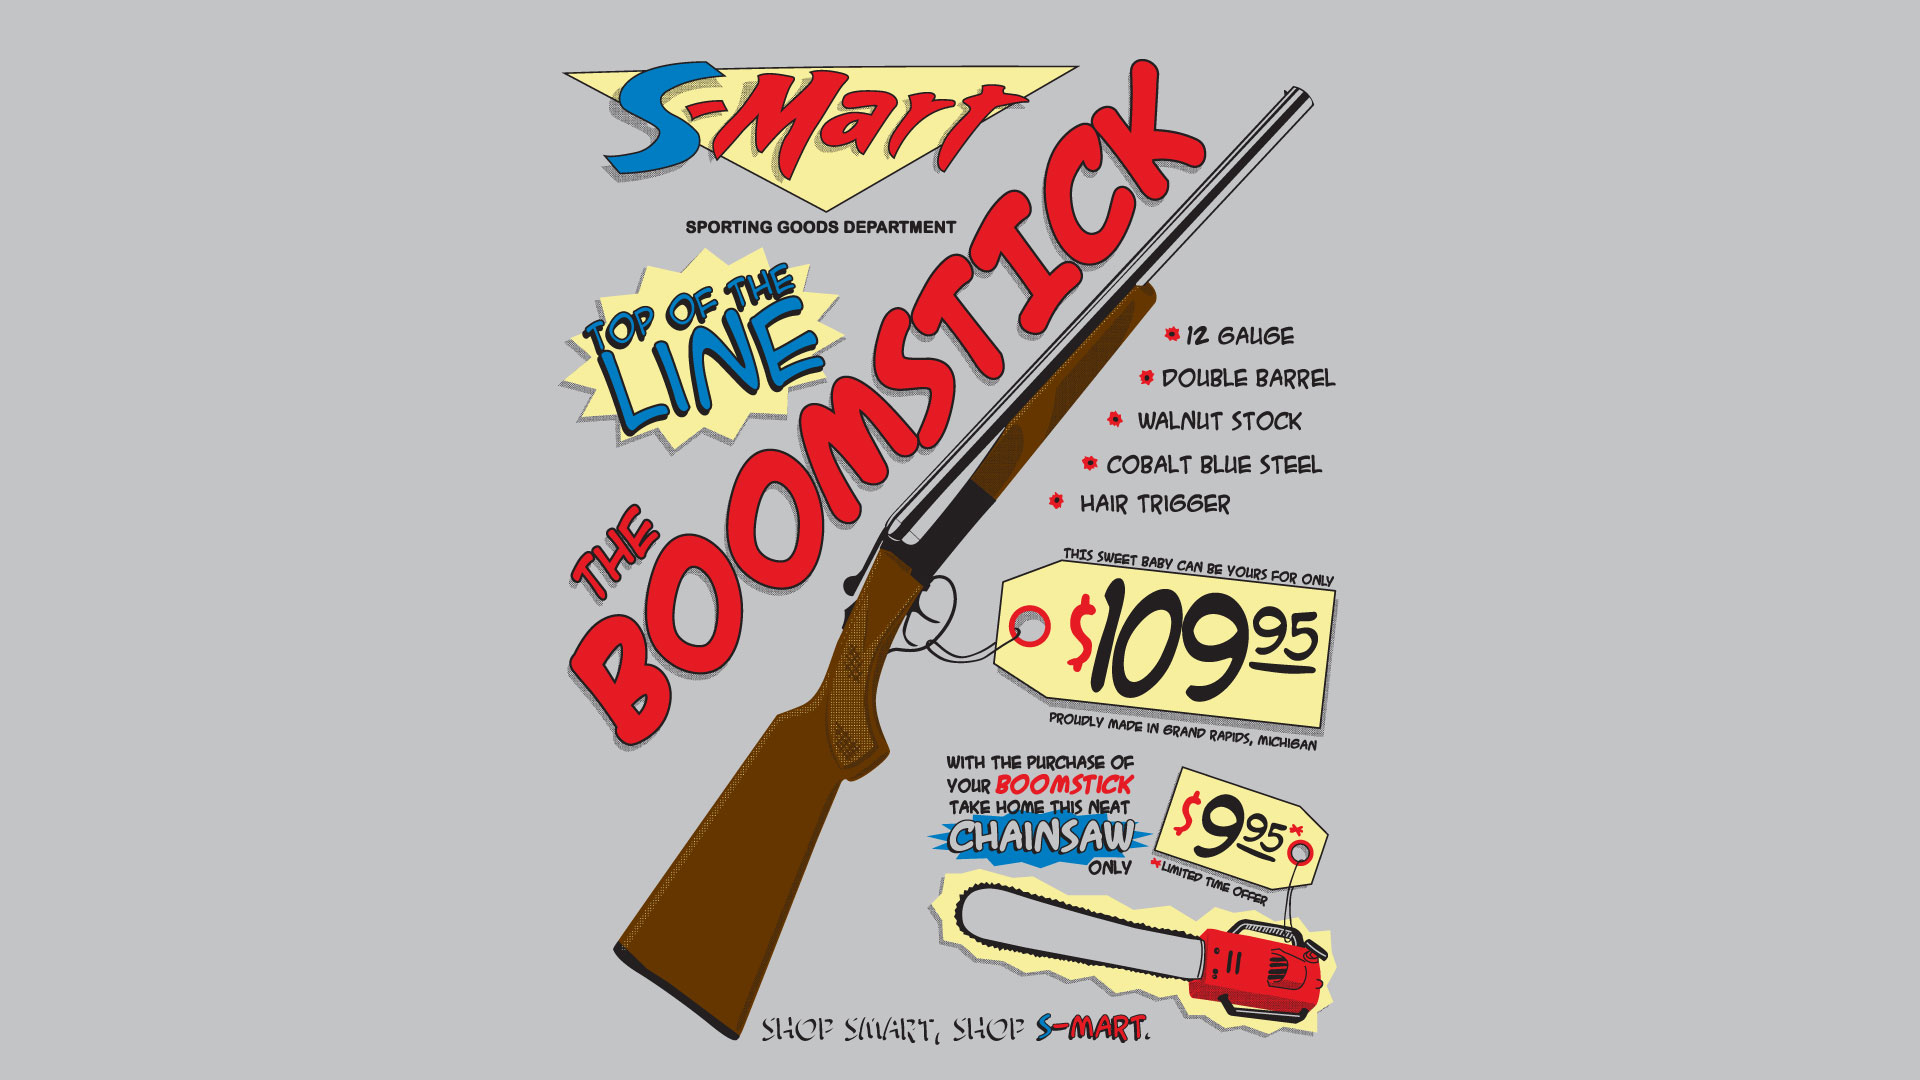 S-Mart
SPORTING GOODS DEPARTMENT
TOP OF THE
LINE
THE
BOOMSTICK
12 GAUGE
DOUBLE BARREL
WALNUT STOCK
COBALT BLUE STEEL
HAIR TRIGGER
THIS SWEET BABY CAN BE YOURS FOR ONLY
$109 95
PROUDLY MADE IN GRAND RAPIDS, MICHIGAN
WITH THE PURCHASE OF
YOUR BOOMSTICK
TAKE HOME THIS NEAT
CHAINSAW
ONLY
$9 95*
*LIMITED TIME OFFER
SHOP SMART, SHOP S-MART.